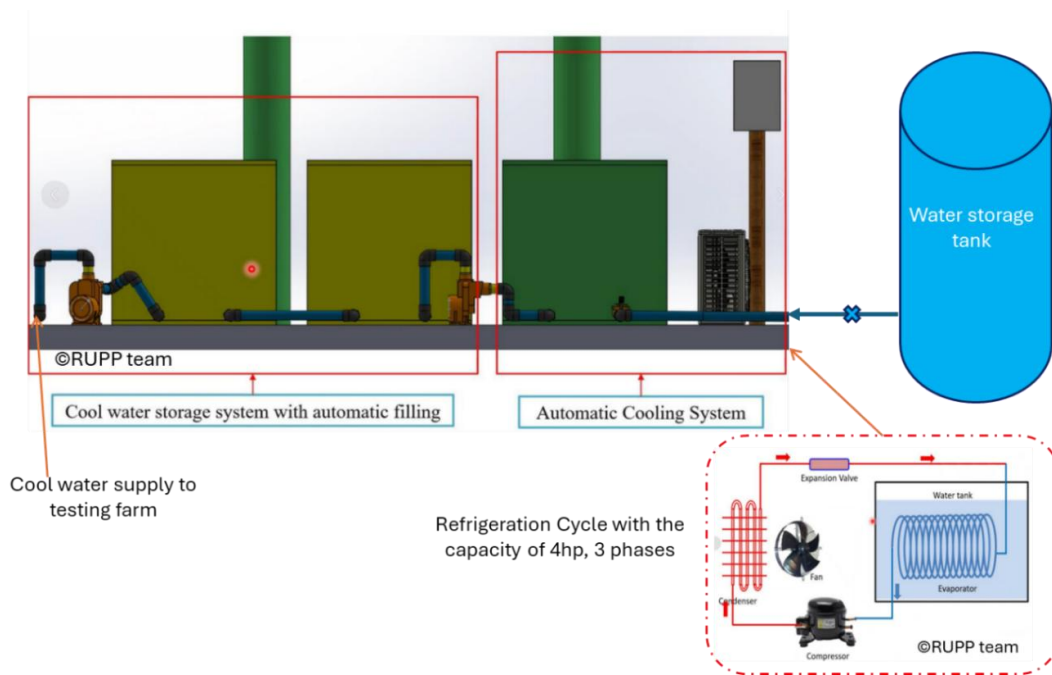 Water storage
tank
©RUPP team
Cool water storage system with automatic filling
Automatic Cooling System
Cool water supply to
testing farm
Refrigeration Cycle with the
capacity of 4hp, 3 phases
Expansion Valve
Water tank
Fan
Condenser
Evaporator
Compressor
©RUPP team